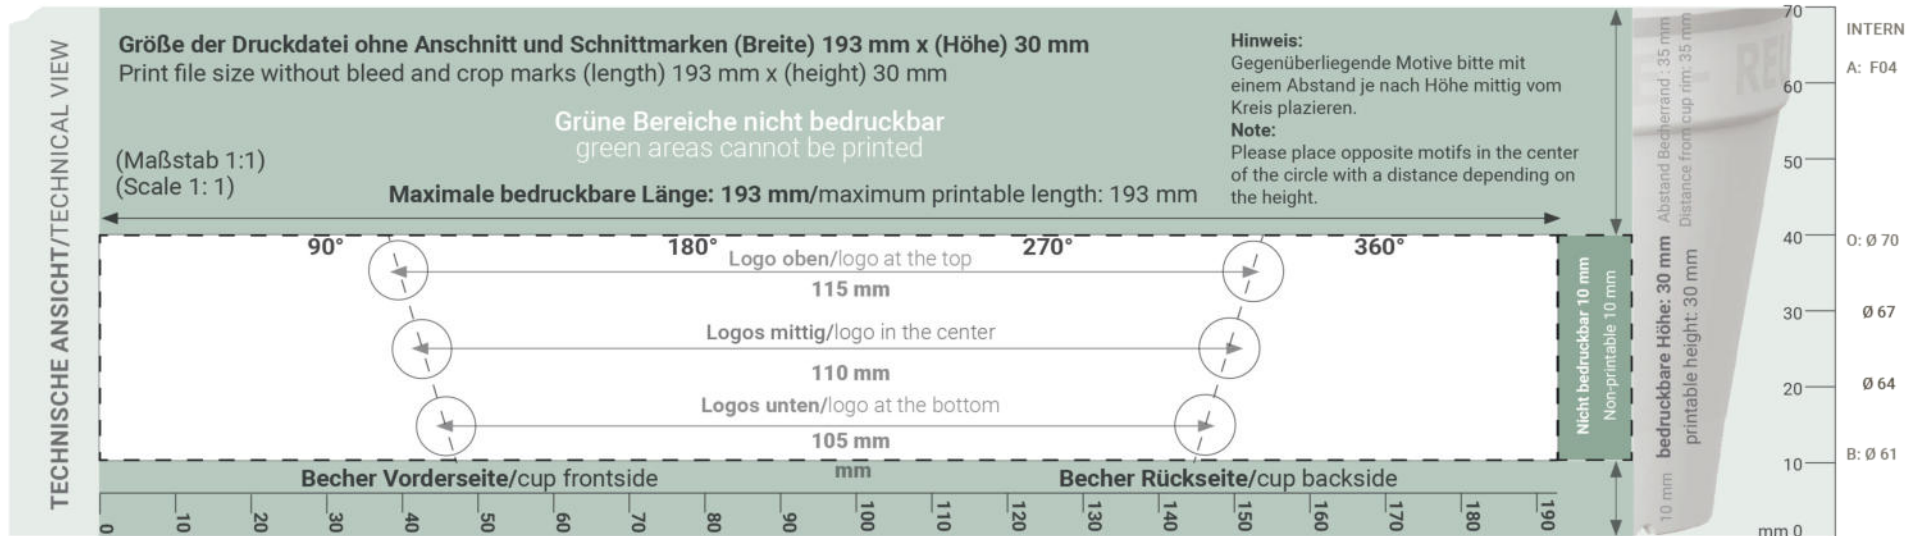 TECHNISCHE ANSICHT/TECHNICAL VIEW
Größe der Druckdatei ohne Anschnitt und Schnittmarken (Breite) 193 mm x (Höhe) 30 mm
Print file size without bleed and crop marks (length) 193 mm x (height) 30 mm
Grüne Bereiche nicht bedruckbar
green areas cannot be printed
(Maßstab 1:1)
(Scale 1: 1)
Maximale bedruckbare Länge: 193 mm/maximum printable length: 193 mm
Hinweis:
Gegenüberliegende Motive bitte mit
einem Abstand je nach Höhe mittig vom
Kreis plazieren.
Note:
Please place opposite motifs in the center
of the circle with a distance depending on
the height.
90° 180° 270° 360°
Logo oben/logo at the top
115 mm
Logos mittig/logo in the center
110 mm
Logos unten/logo at the bottom
105 mm
Becher Vorderseite/cup frontside
mm
Becher Rückseite/cup backside
0 10 20 30 40 50 60 70 80 90 100 110 120 130 140 150 160 170 180 190
Nicht bedruckbar 10 mm
Non-printable 10 mm
Abstand Becherrand : 35 mm
Distance from cup rim: 35 mm
bedruckbare Höhe: 30 mm
printable height: 30 mm
10 mm
RE
70
60
50
40
30
20
10
mm 0
INTERN
A: F04
O: Ø 70
Ø 67
Ø 64
B: Ø 61